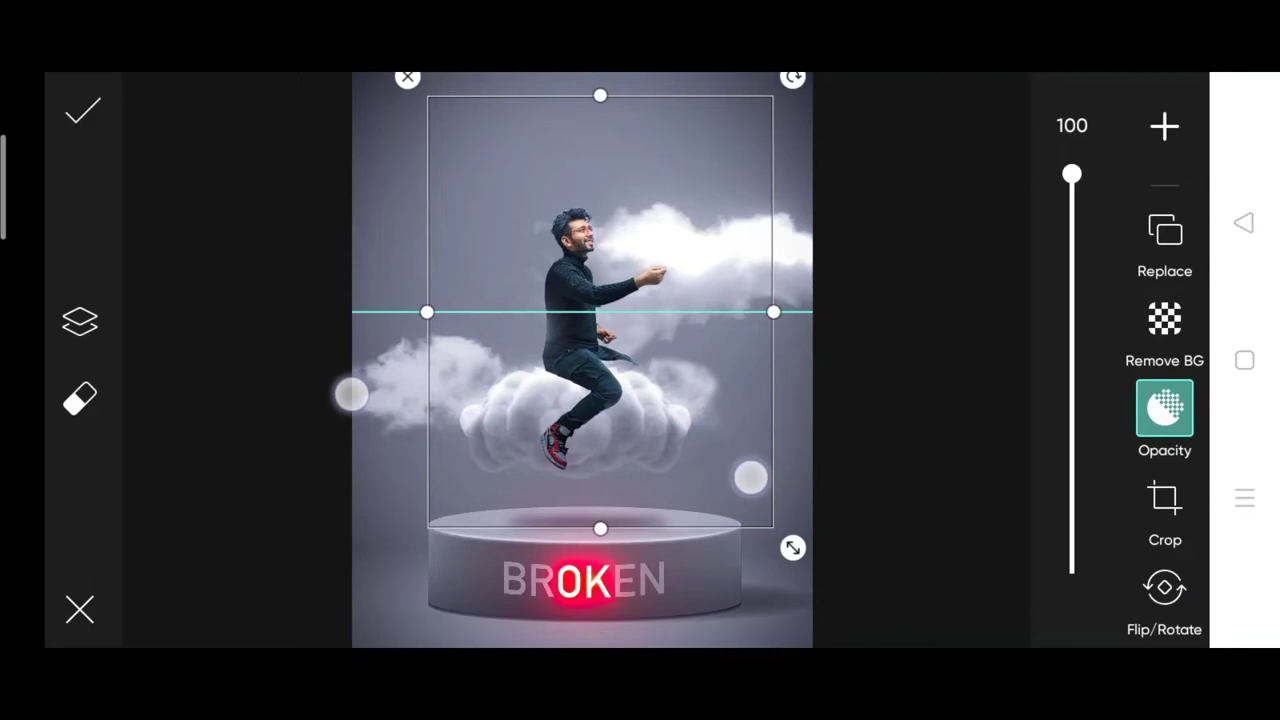 100
Replace
Remove BG
Opacity
Crop
Flip/Rotate
BROKEN